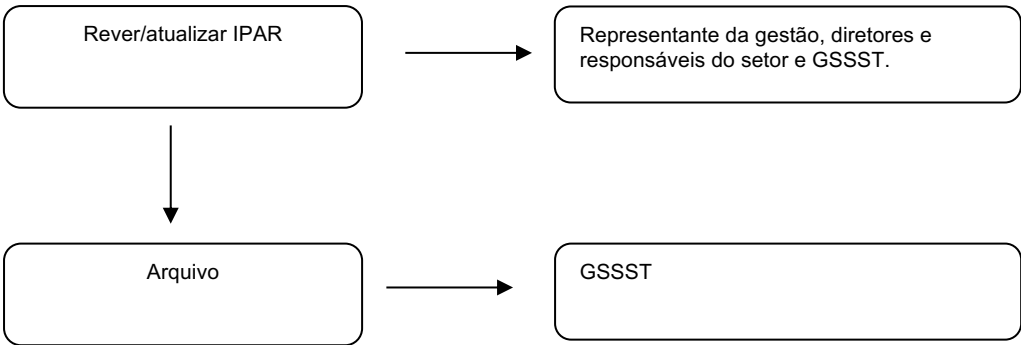 Rever/atualizar IPAR
Representante da gestão, diretores e
responsáveis do setor e GSSST.
Arquivo
GSSST